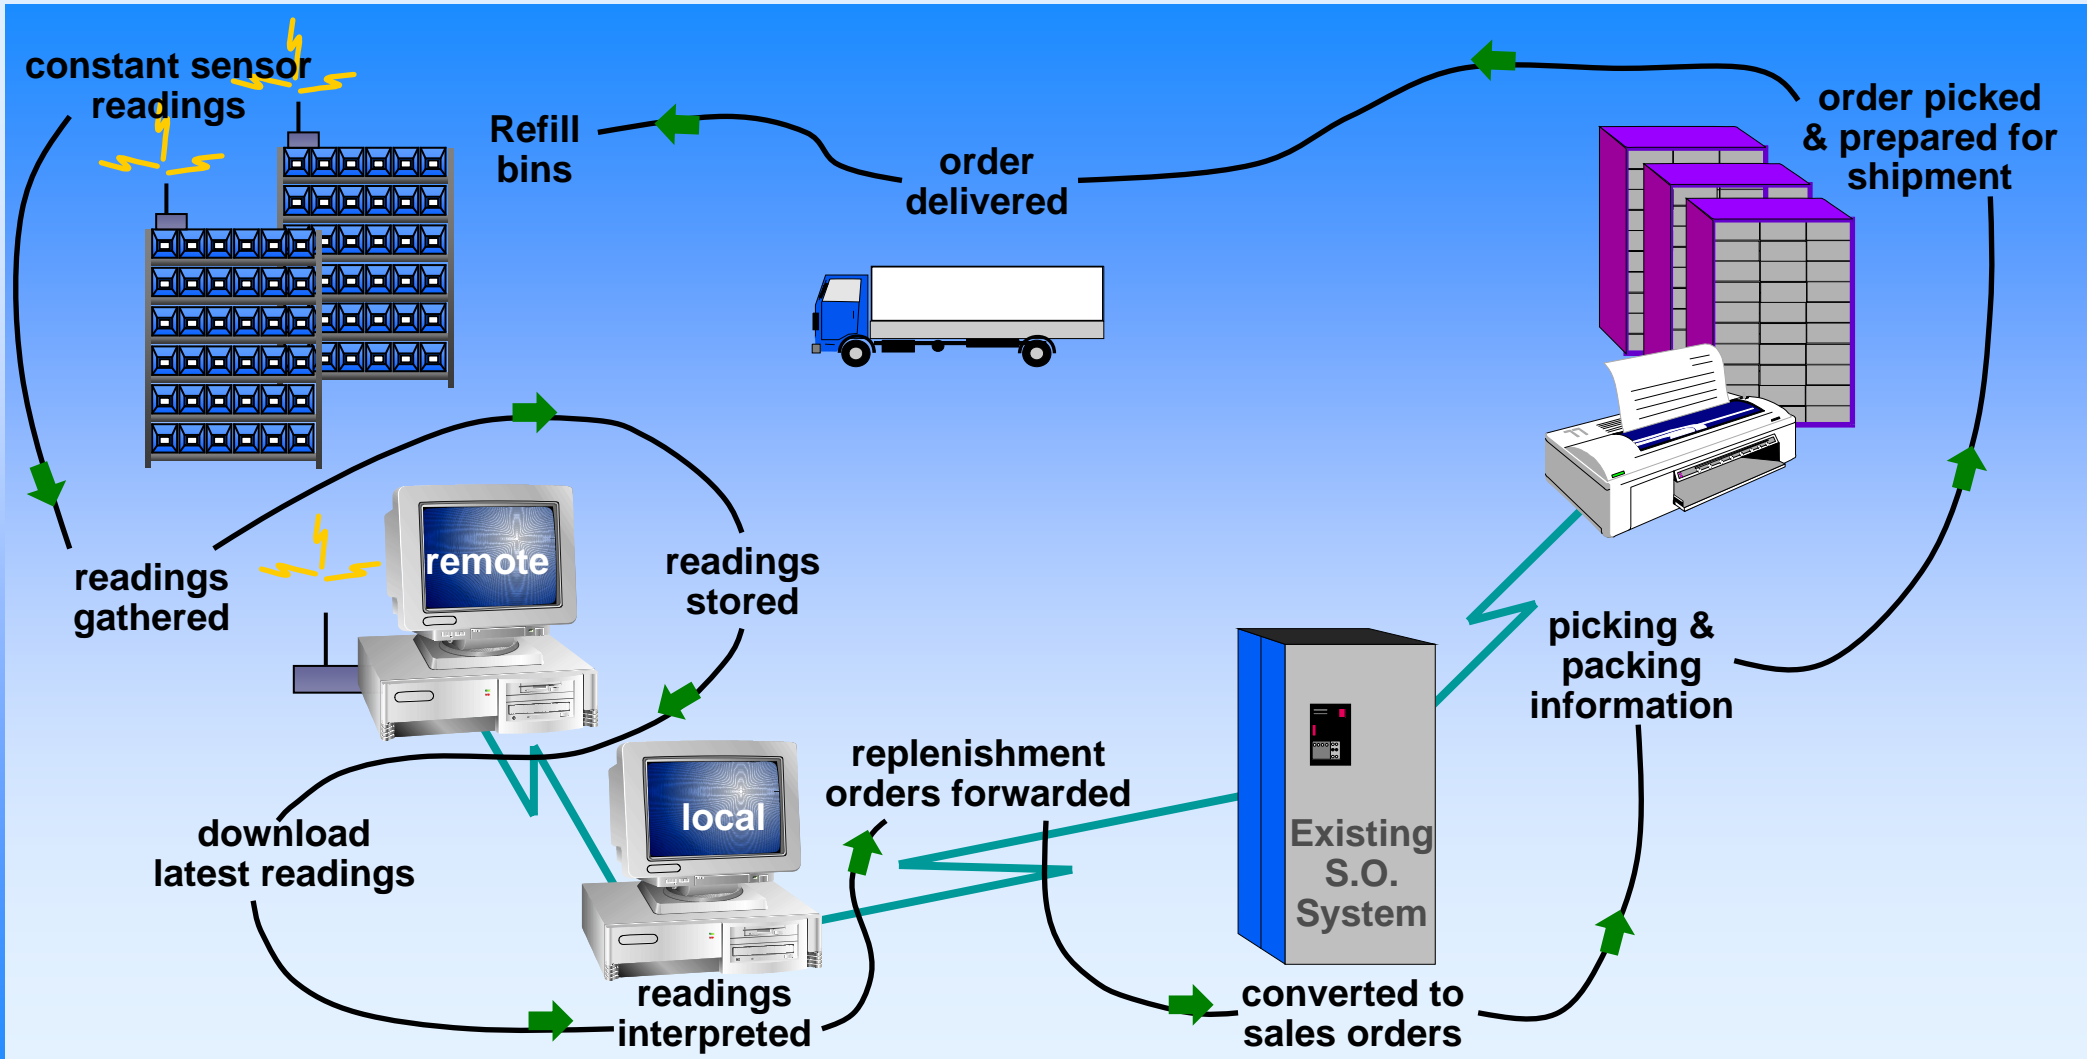 constant sensor
readings
readings
gathered
remote
readings
stored
download
latest readings
local
readings
interpreted
replenishment
orders forwarded
Existing
S.O.
System
converted to
sales orders
picking &
packing
information
order picked
& prepared for
shipment
order
delivered
Refill
bins